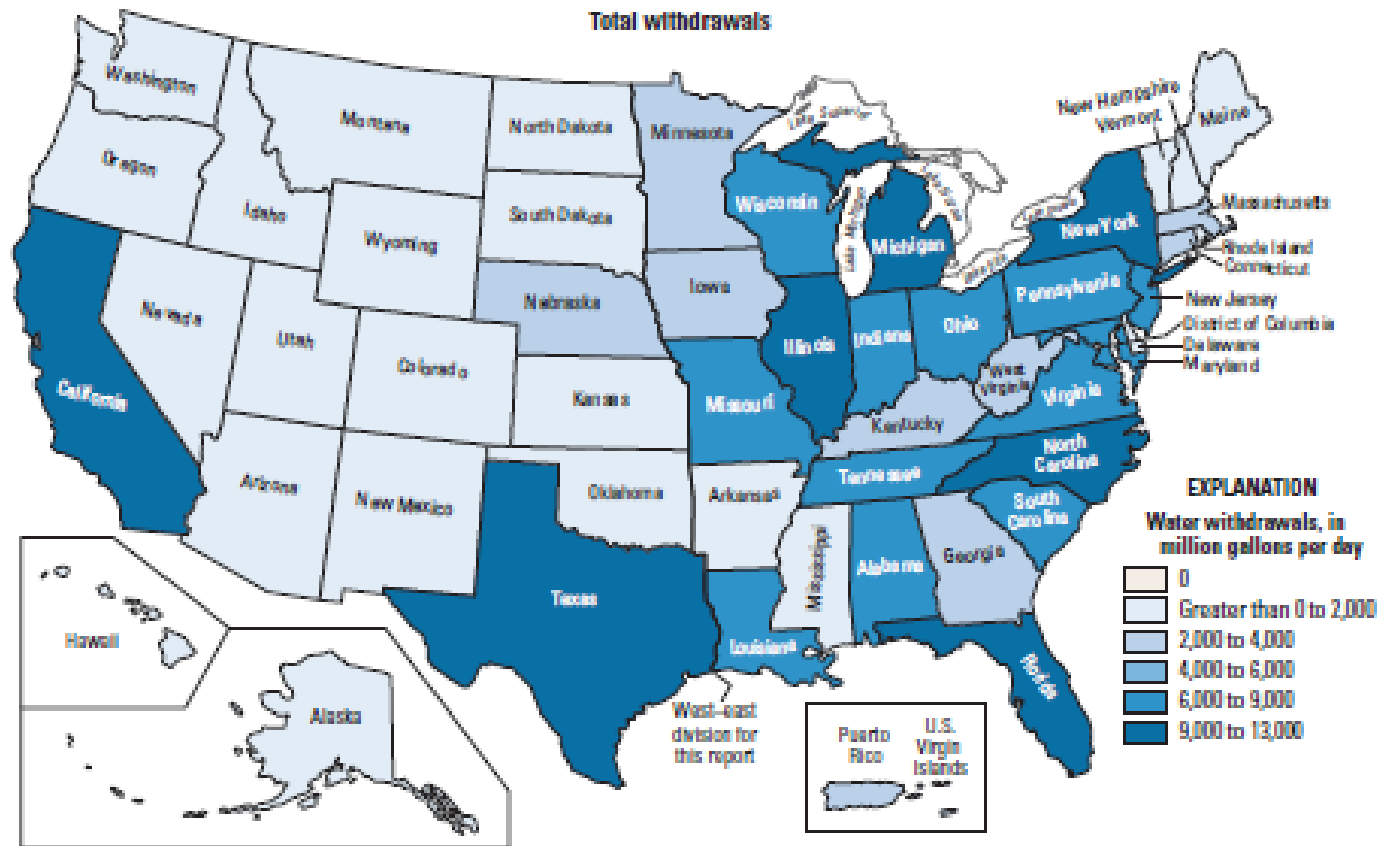 Total withdrawals
Washington
Montana
North Dakota
Minnesota
Lake Superior
New Hampshire
Vermont
Maine
Oregon
Idaho
Wyoming
South Dakota
Wisconsin
Lake Michigan
Michigan
New York
Massachusetts
Rhode Island
Connecticut
Nevada
Utah
Colorado
Nebraska
Iowa
Illinois
Indiana
Ohio
Pennsylvania
New Jersey
District of Columbia
Delaware
Maryland
California
Kansas
Missouri
Kentucky
West
Virginia
Virginia
Arizona
New Mexico
Oklahoma
Arkansas
Tennessee
North
Carolina
South
Carolina
Texas
Louisiana
Mississippi
Alabama
Georgia
Florida
Hawaii
Alaska
West-east
division for
this report
Puerto
Rico
U.S.
Virgin
Islands
EXPLANATION
Water withdrawals, in
million gallons per day
0
Greater than 0 to 2,000
2,000 to 4,000
4,000 to 6,000
6,000 to 9,000
9,000 to 13,000